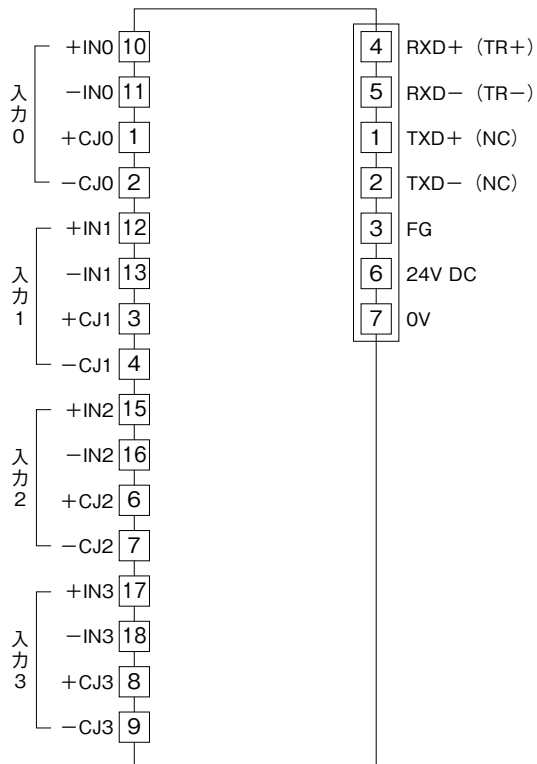 入力0
+IN0 10
−IN0 11
+CJ0 1
−CJ0 2
入力1
+IN1 12
−IN1 13
+CJ1 3
−CJ1 4
入力2
+IN2 15
−IN2 16
+CJ2 6
−CJ2 7
入力3
+IN3 17
−IN3 18
+CJ3 8
−CJ3 9
4 RXD+（TR+）
5 RXD−（TR−）
1 TXD+（NC）
2 TXD−（NC）
3 FG
6 24V DC
7 0V